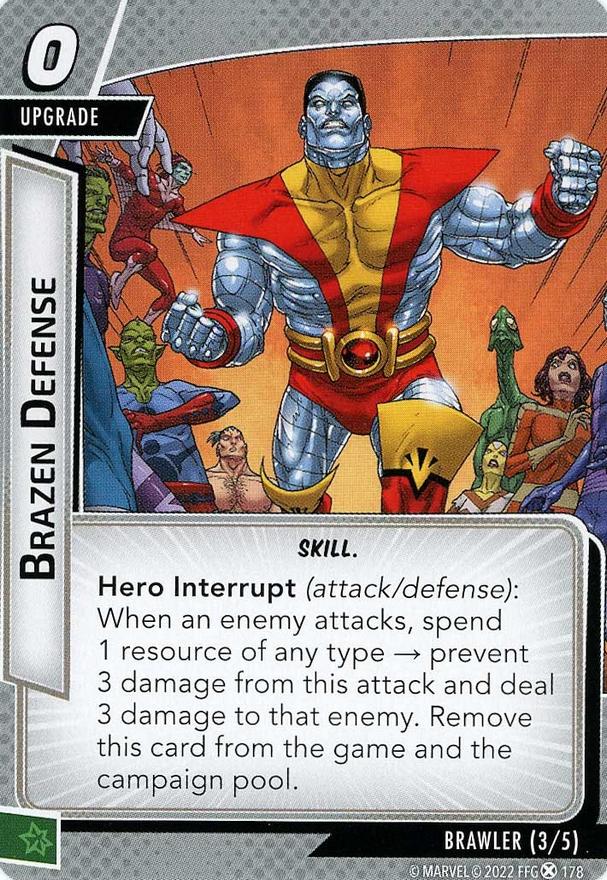 0
UPGRADE
BRAZEN DEFENSE
SKILL.
Hero Interrupt (attack/defense):
When an enemy attacks, spend
1 resource of any type → prevent
3 damage from this attack and deal
3 damage to that enemy. Remove
this card from the game and the
campaign pool.
BRAWLER (3/5)
© MARVEL © 2022 FFG 178